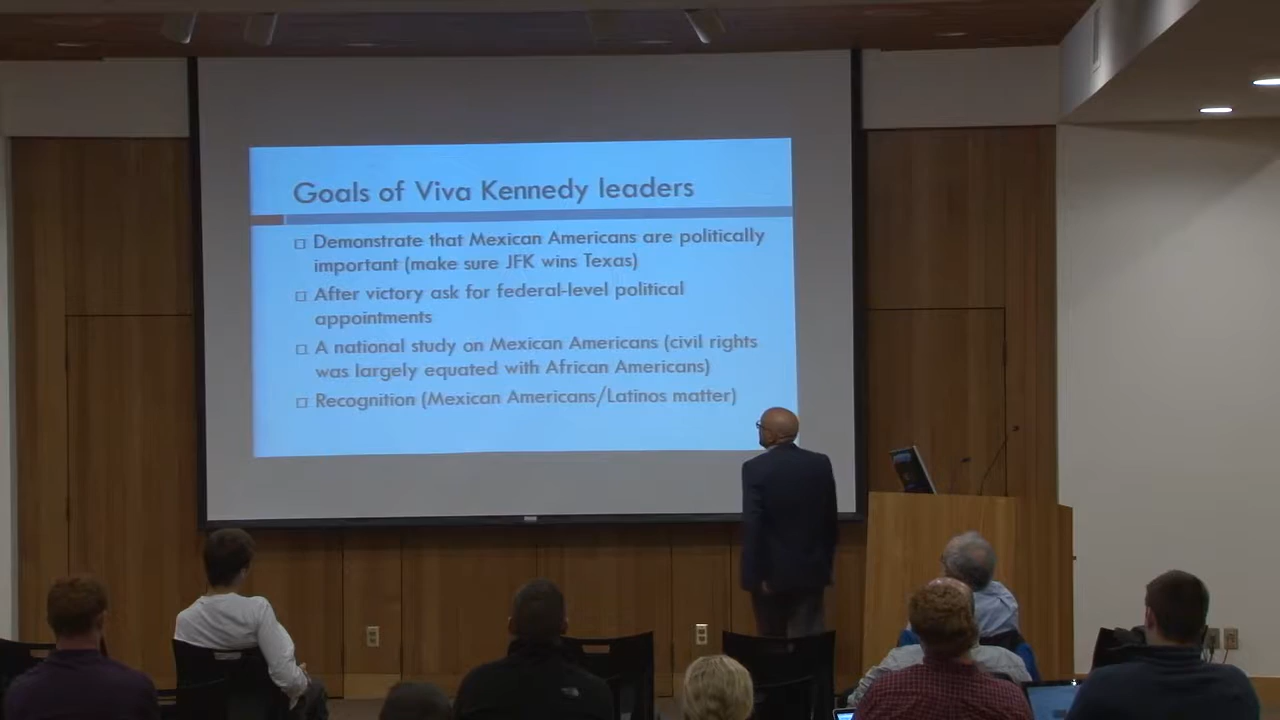 Goals of Viva Kennedy leaders
Demonstrate that Mexican Americans are politically
important (make sure JFK wins Texas)
After victory ask for federal-level political
appointments
A national study on Mexican Americans (civil rights
was largely equated with African Americans)
Recognition (Mexican Americans/Latinos matter)